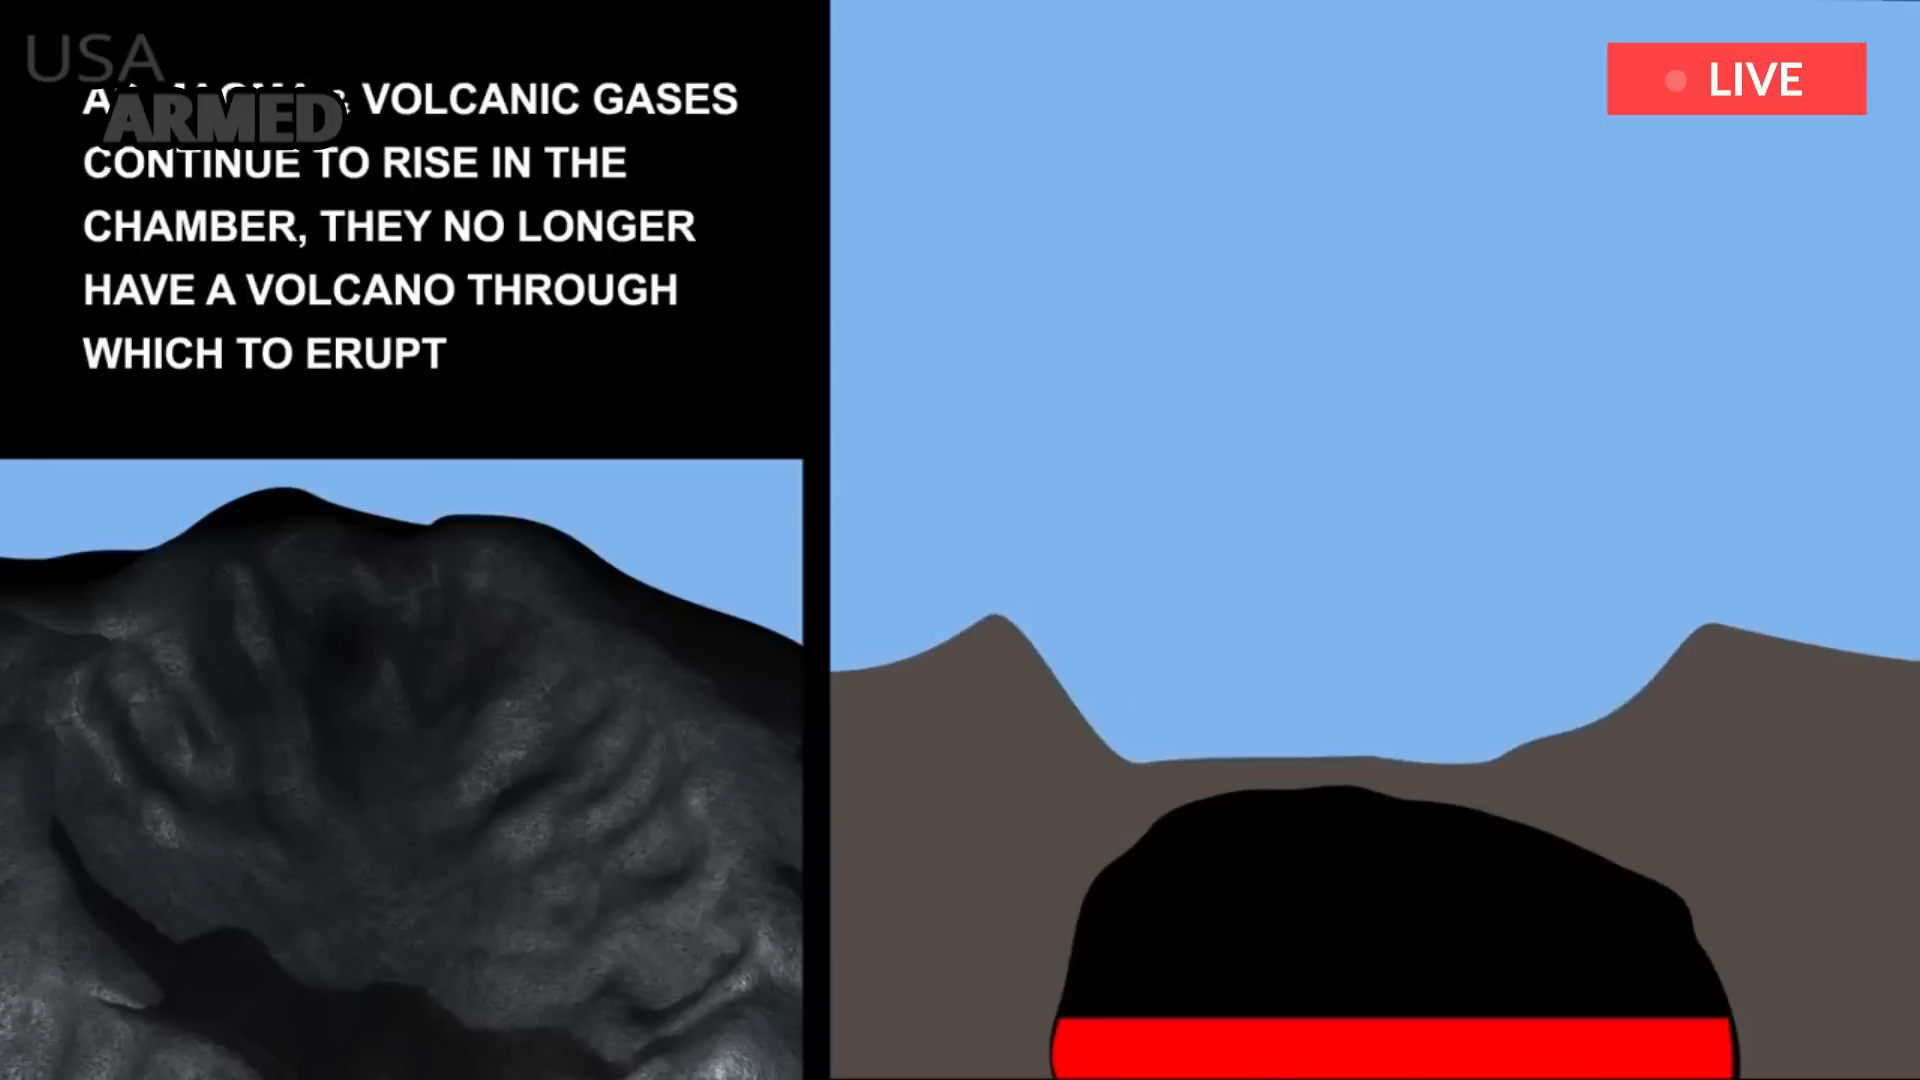 USA
ARMED
VOLCANIC GASES
CONTINUE TO RISE IN THE
CHAMBER, THEY NO LONGER
HAVE A VOLCANO THROUGH
WHICH TO ERUPT
LIVE